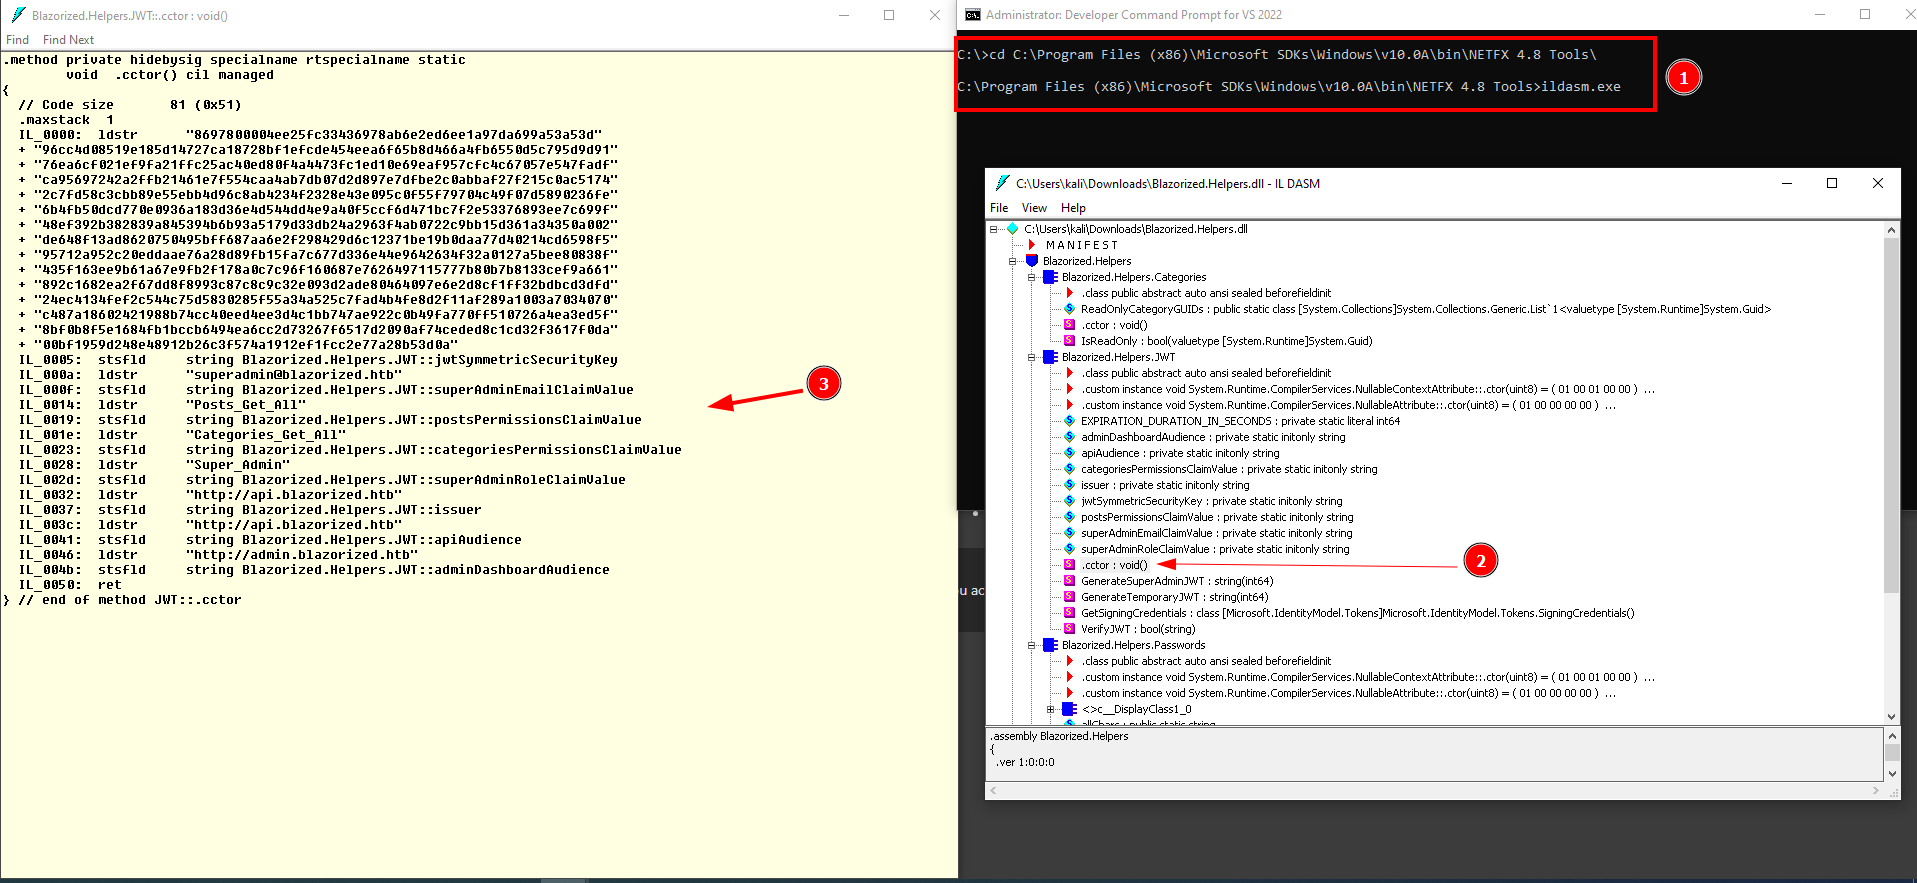 Blazorized.Helpers.JWT::.cctor : void()
Find Find Next
.method private hidebysig specialname rtspecialname static
void .cctor() cil managed
{
// Code size 81 (0x51)
.maxstack 1
IL_0000: ldstr "8697800004ee25fc33436978ab6e2ed6ee1a97da699a53a53d"
+ "96cc4d08519e185d14727ca18728bf1efcde454eea6f65b8d466a4fb6550d5c795d9d91"
+ "76ea6cf021ef9fa21ffc25ac40ed80f4a4473fc1ed10e69eaf957cfc4c67057e547fadf"
+ "ca95697242a2ffb21461e7f554caa4ab7db07d2d897e7dfbe2c0abbaf27f215c0ac5174"
+ "2c7fd58c3cbb89e55ebb4d96c8ab4234f2328e43e095c0f55f79704c49f07d5890236fe"
+ "6b4fb50dcd770e0936a183d36e4d544dd4e9a40f5ccf6d471bc7f2e53376893ee7c699f"
+ "48ef392b382839a845394b6b93a5179d33db24a2963f4ab0722c9bb15d361a34350a002"
+ "de648f13ad8620750495bff687aa6e2f298429d6c12371be19b0daa77d40214cd6598f5"
+ "95712a952c20eddaae76a28d89fb15fa7c677d336e44e9642634f32a0127a5bee80838f"
+ "435f163ee9b61a67e9fb2f178a0c7c96f160687e7626497115777b80b7b8133cef9a661"
+ "892c1682ea2f67dd8f8993c87c8c9c32e093d2ade80464097e6e2d8cf1ff32bdbcd3dfd"
+ "24ec4134fef2c544c75d5830285f55a34a525c7fad4b4fe8d2f11af289a1003a7034070"
+ "c487a18602421988b74cc40eed4ee3d4c1bb747ae922c0b49fa770ff510726a4ea3ed5f"
+ "8bf0b8f5e1684fb1bccb6494ea6cc2d73267f6517d2090af74ceded8c1cd32f3617f0da"
+ "00bf1959d248e48912b26c3f574a1912ef1fcc2e77a28b53d0a"
IL_0005: stsfld string Blazorized.Helpers.JWT::jwtSymmetricSecurityKey
IL_000a: ldstr "superadmin@blazorized.htb"
IL_000f: stsfld string Blazorized.Helpers.JWT::superAdminEmailClaimValue
IL_0014: ldstr "Posts_Get_All"
IL_0019: stsfld string Blazorized.Helpers.JWT::postsPermissionsClaimValue
IL_001e: ldstr "Categories_Get_All"
IL_0023: stsfld string Blazorized.Helpers.JWT::categoriesPermissionsClaimValue
IL_0028: ldstr "Super_Admin"
IL_002d: stsfld string Blazorized.Helpers.JWT::superAdminRoleClaimValue
IL_0032: ldstr "http://api.blazorized.htb"
IL_0037: stsfld string Blazorized.Helpers.JWT::issuer
IL_003c: ldstr "http://api.blazorized.htb"
IL_0041: stsfld string Blazorized.Helpers.JWT::apiAudience
IL_0046: ldstr "http://admin.blazorized.htb"
IL_004b: stsfld string Blazorized.Helpers.JWT::adminDashboardAudience
IL_0050: ret
} // end of method JWT::.cctor
3
Administrator: Developer Command Prompt for VS 2022
C:\>cd C:\Program Files (x86)\Microsoft SDKs\Windows\v10.0A\bin\NETFX 4.8 Tools\
C:\Program Files (x86)\Microsoft SDKs\Windows\v10.0A\bin\NETFX 4.8 Tools>ildasm.exe
1
C:\Users\kali\Downloads\Blazorized.Helpers.dll - IL DASM
File View Help
C:\Users\kali\Downloads\Blazorized.Helpers.dll
M A N I F E S T
Blazorized.Helpers
Blazorized.Helpers.Categories
.class public abstract auto ansi sealed beforefieldinit
ReadOnlyCategoryGUIDs : public static class [System.Collections]System.Collections.Generic.List`1<valuetype [System.Runtime]System.Guid>
.cctor : void()
IsReadOnly : bool(valuetype [System.Runtime]System.Guid)
Blazorized.Helpers.JWT
.class public abstract auto ansi sealed beforefieldinit
.custom instance void System.Runtime.CompilerServices.NullableContextAttribute::.ctor(uint8) = ( 01 00 01 00 00 ) ...
.custom instance void System.Runtime.CompilerServices.NullableAttribute::.ctor(uint8) = ( 01 00 00 00 00 ) ...
EXPIRATION_DURATION_IN_SECONDS : private static literal int64
adminDashboardAudience : private static initonly string
apiAudience : private static initonly string
categoriesPermissionsClaimValue : private static initonly string
issuer : private static initonly string
jwtSymmetricSecurityKey : private static initonly string
postsPermissionsClaimValue : private static initonly string
superAdminEmailClaimValue : private static initonly string
superAdminRoleClaimValue : private static initonly string
.cctor : void()
2
GenerateSuperAdminJWT : string(int64)
GenerateTemporaryJWT : string(int64)
GetSigningCredentials : class [Microsoft.IdentityModel.Tokens]Microsoft.IdentityModel.Tokens.SigningCredentials()
VerifyJWT : bool(string)
Blazorized.Helpers.Passwords
.class public abstract auto ansi sealed beforefieldinit
.custom instance void System.Runtime.CompilerServices.NullableContextAttribute::.ctor(uint8) = ( 01 00 01 00 00 ) ...
.custom instance void System.Runtime.CompilerServices.NullableAttribute::.ctor(uint8) = ( 01 00 00 00 00 ) ...
<>c__DisplayClass1_0
allChars : public static string
.assembly Blazorized.Helpers
{
.ver 1:0:0:0